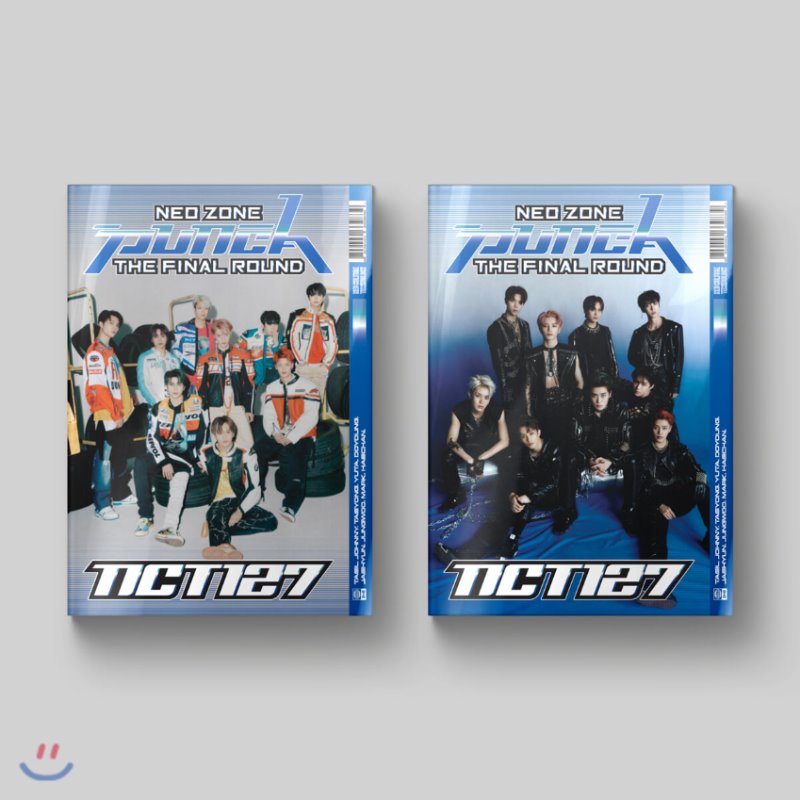 NEO ZONE
PUNCH
THE FINAL ROUND
NCT127
TAEIL. JOHNNY. TAEYONG. YUTA. DOYOUNG.
JAEHYUN. JUNGWOO. MARK. HAECHAN.
NEO ZONE
PUNCH
THE FINAL ROUND
NCT127
TAEIL. JOHNNY. TAEYONG. YUTA. DOYOUNG.
JAEHYUN. JUNGWOO. MARK. HAECHAN.